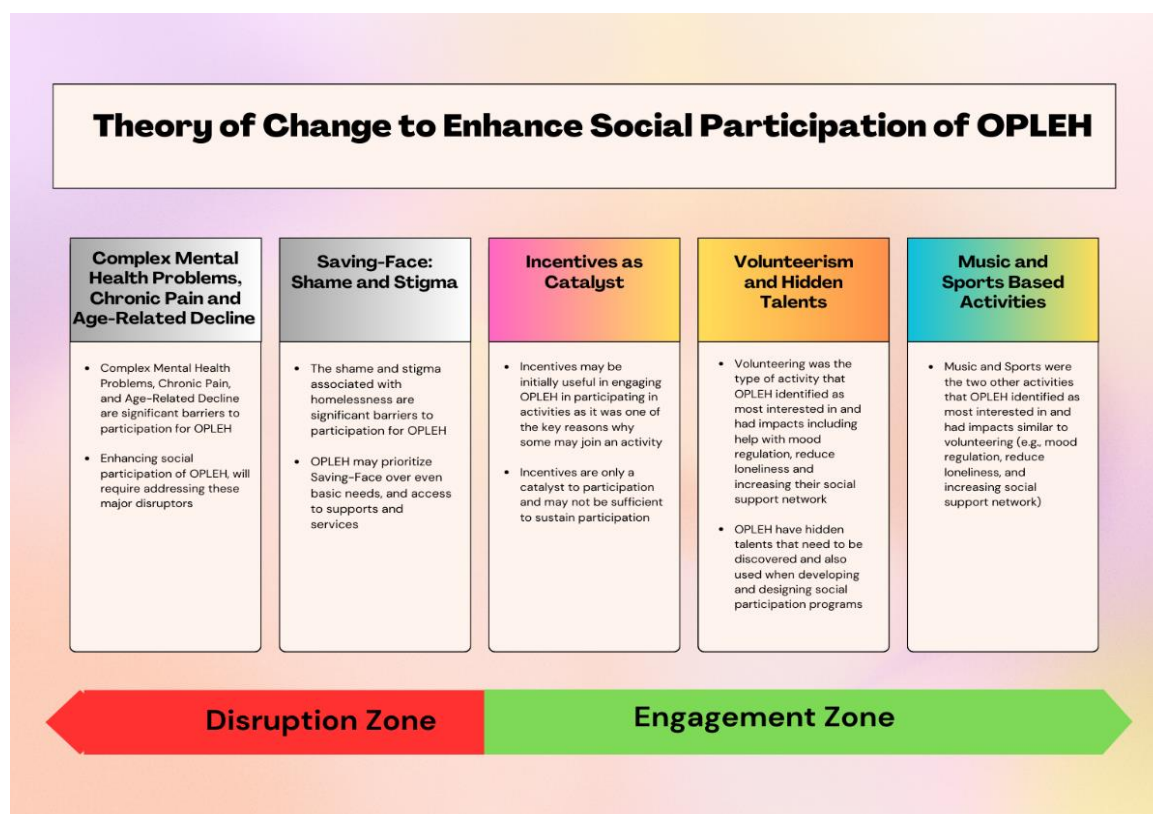 Theory of Change to Enhance Social Participation of OPLEH
Complex Mental
Health Problems,
Chronic Pain and
Age-Related Decline
• Complex Mental Health
Problems, Chronic Pain,
and Age-Related Decline
are significant barriers to
participation for OPLEH
• Enhancing social
participation of OPLEH, will
require addressing these
major disruptors
Saving-Face:
Shame and Stigma
• The shame and stigma
associated with
homelessness are
significant barriers to
participation for OPLEH
• OPLEH may prioritize
Saving-Face over even
basic needs, and access
to supports and
services
Incentives as
Catalyst
• Incentives may be
initially useful in engaging
OPLEH in participating in
activities as it was one of
the key reasons why
some may join an activity
• Incentives are only a
catalyst to participation
and may not be sufficient
to sustain participation
Volunteerism
and Hidden
Talents
• Volunteering was the
type of activity that
OPLEH identified as
most interested in and
had impacts including
help with mood
regulation, reduce
loneliness and
increasing their social
support network
• OPLEH have hidden
talents that need to be
discovered and also
used when developing
and designing social
participation programs
Music and
Sports Based
Activities
• Music and Sports were
the two other activities
that OPLEH identified as
most interested in and
had impacts similar to
volunteering (e.g., mood
regulation, reduce
loneliness, and
increasing social
support network)
Disruption Zone
Engagement Zone